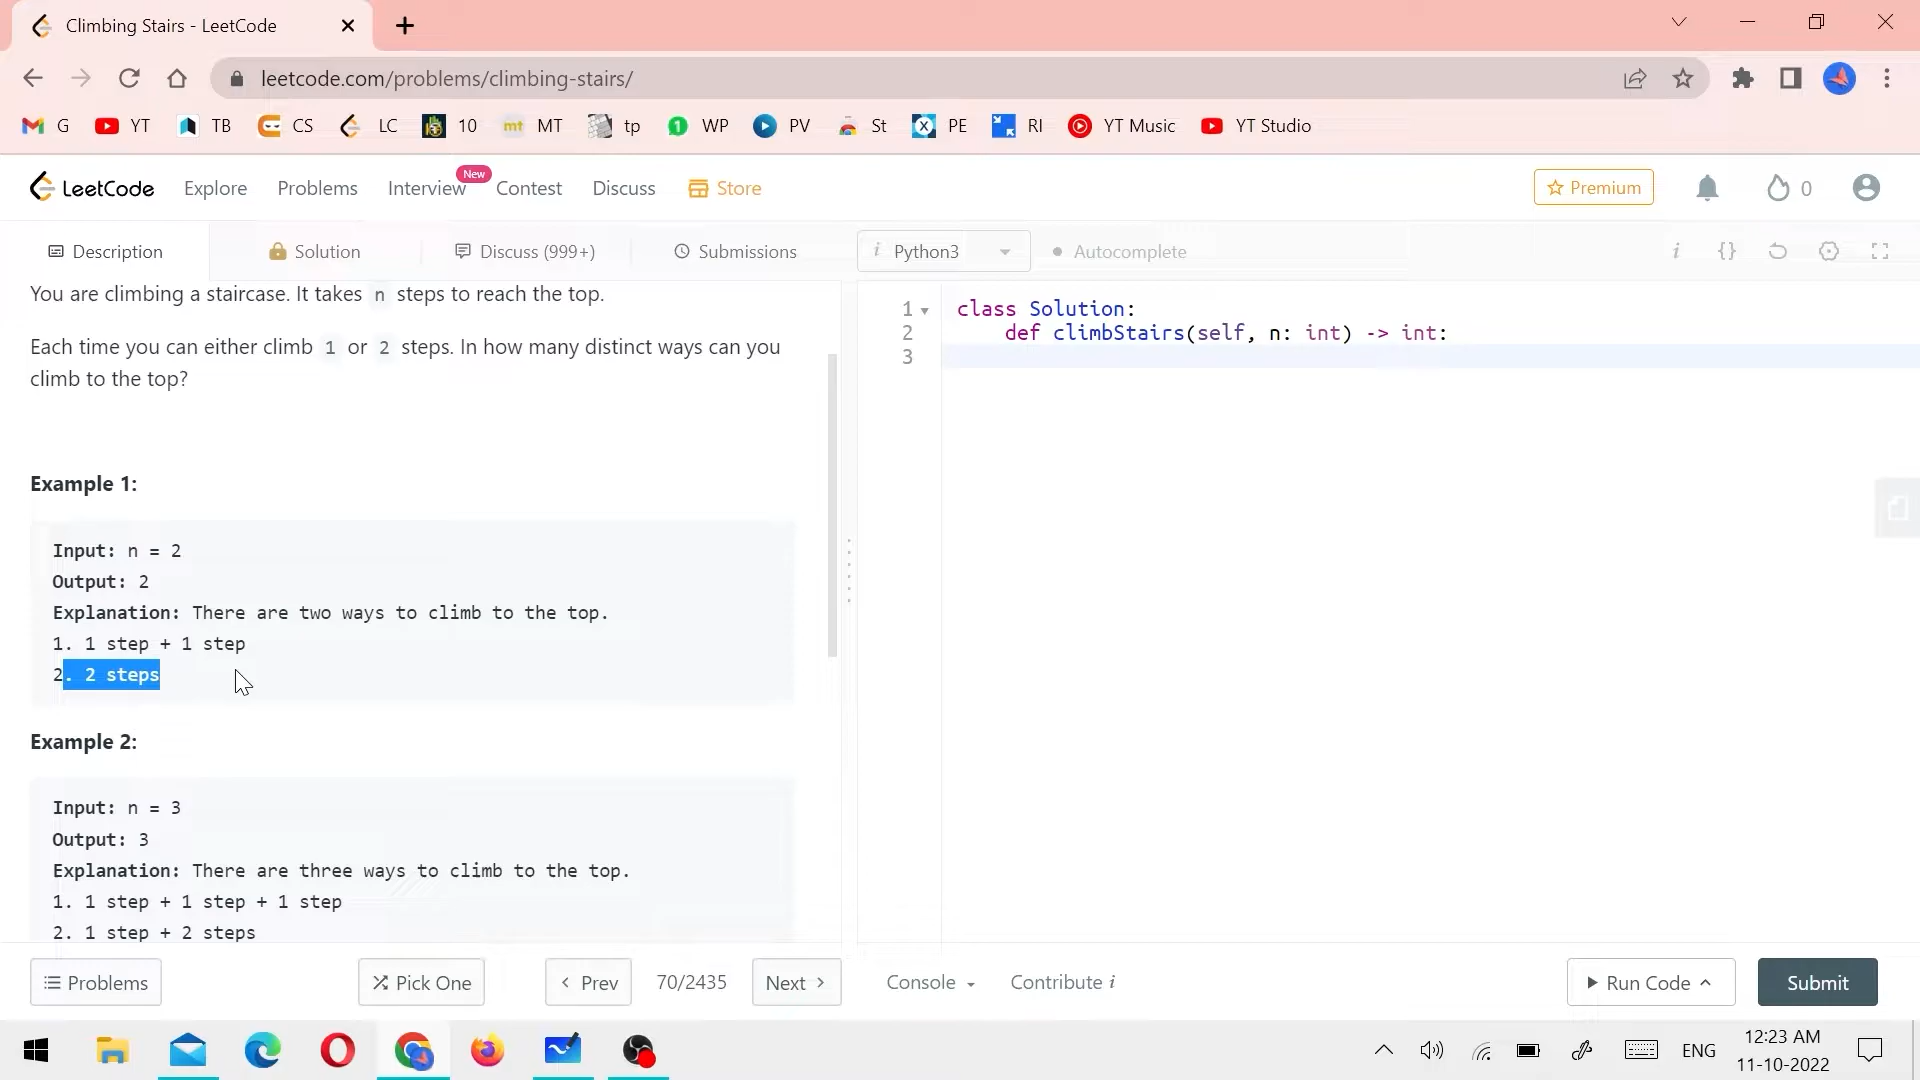 Climbing Stairs - LeetCode
leetcode.com/problems/climbing-stairs/
G YT TB CS LC 10 MT tp WP PV St PE RI YT Music YT Studio
LeetCode Explore Problems Interview New Contest Discuss Store Premium 0
Description Solution Discuss (999+) Submissions i Python3 Autocomplete i {}
You are climbing a staircase. It takes n steps to reach the top.
Each time you can either climb 1 or 2 steps. In how many distinct ways can you
climb to the top?
Example 1:
Input: n = 2
Output: 2
Explanation: There are two ways to climb to the top.
1. 1 step + 1 step
2. 2 steps
Example 2:
Input: n = 3
Output: 3
Explanation: There are three ways to climb to the top.
1. 1 step + 1 step + 1 step
2. 1 step + 2 steps
1 class Solution:
2 def climbStairs(self, n: int) -> int:
3
Problems Pick One Prev 70/2435 Next Console Contribute i Run Code Submit
ENG 12:23 AM
11-10-2022